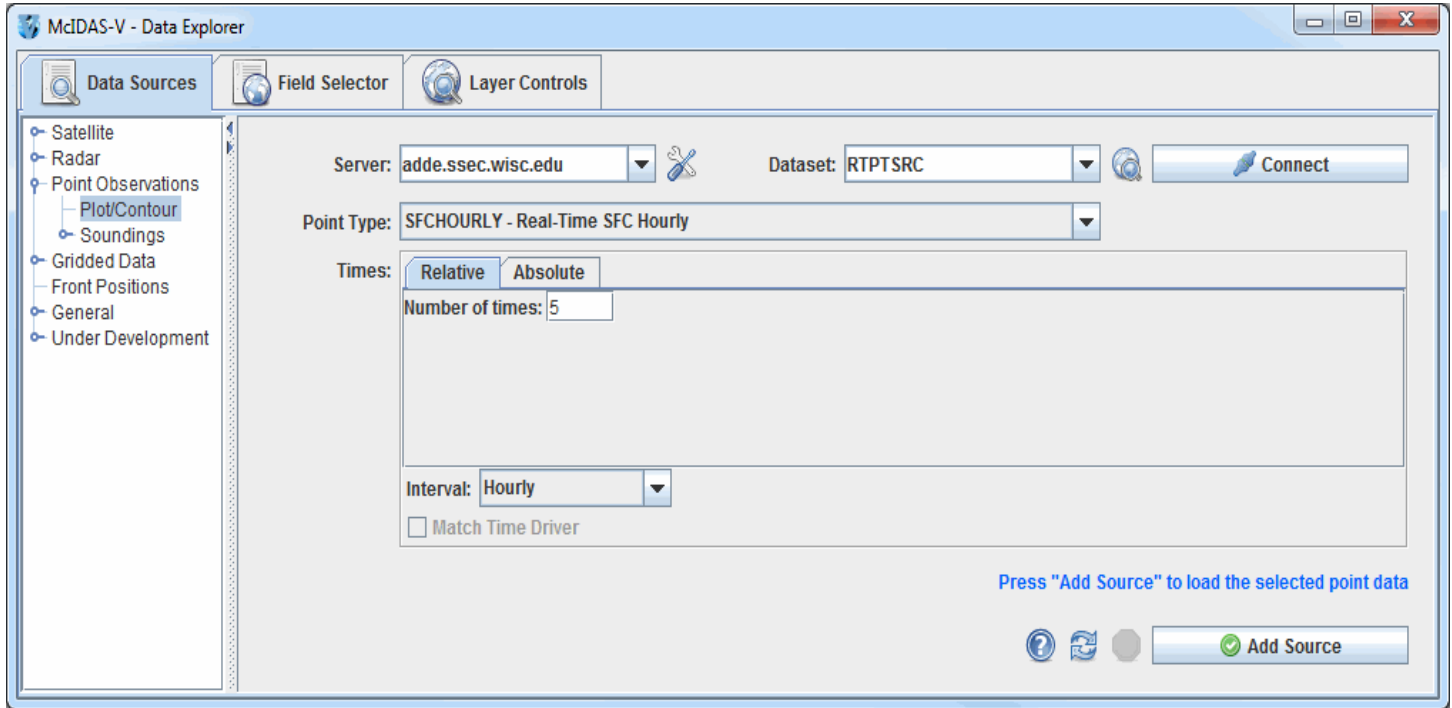 McIDAS-V - Data Explorer
Data Sources Field Selector Layer Controls
Satellite
Radar
Point Observations
Plot/Contour
Soundings
Gridded Data
Front Positions
General
Under Development
Server: adde.ssec.wisc.edu Dataset: RTPTSRC Connect
Point Type: SFCHOURLY - Real-Time SFC Hourly
Times: Relative Absolute
Number of times: 5
Interval: Hourly
Match Time Driver
Press "Add Source" to load the selected point data
? Add Source